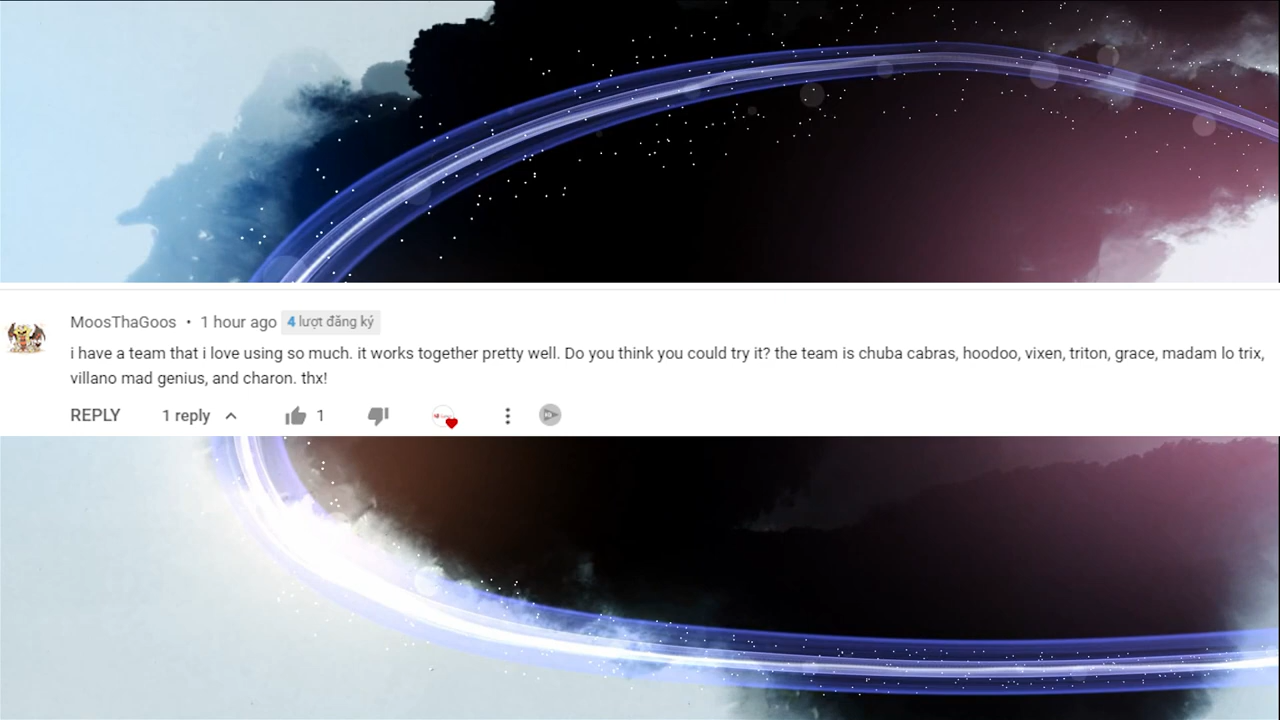 MoosThaGoos • 1 hour ago 4 lượt đăng ký
i have a team that i love using so much. it works together pretty well. Do you think you could try it? the team is chuba cabras, hoodoo, vixen, triton, grace, madam lo trix,
villano mad genius, and charon. thx!
REPLY 1 reply 1